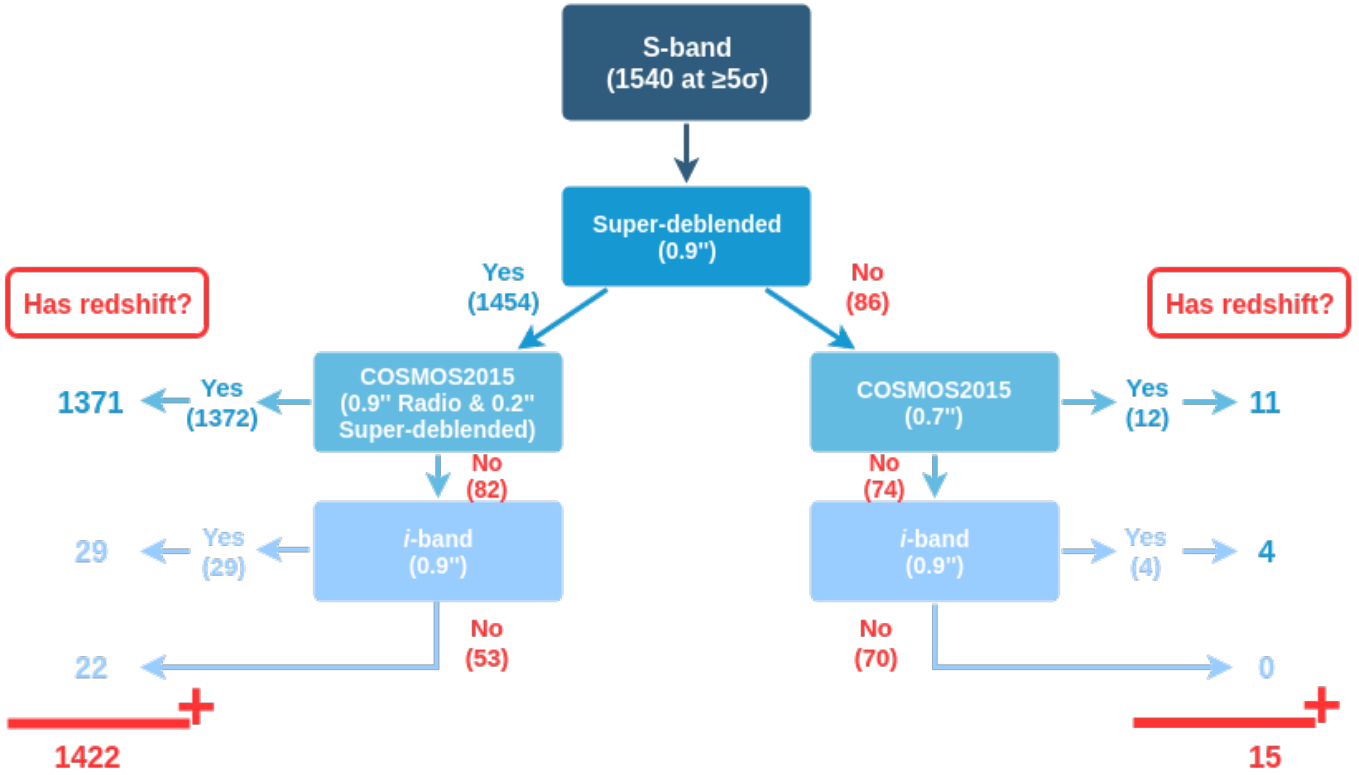 S-band
(1540 at ≥5σ)
Super-deblended
(0.9'')
Yes
(1454)
No
(86)
Has redshift?
Has redshift?
COSMOS2015
(0.9'' Radio & 0.2''
Super-deblended)
COSMOS2015
(0.7'')
1371
Yes
(1372)
Yes
(12)
11
No
(82)
No
(74)
i-band
(0.9'')
i-band
(0.9'')
29
Yes
(29)
Yes
(4)
4
No
(53)
No
(70)
22
0
+
+
1422
15